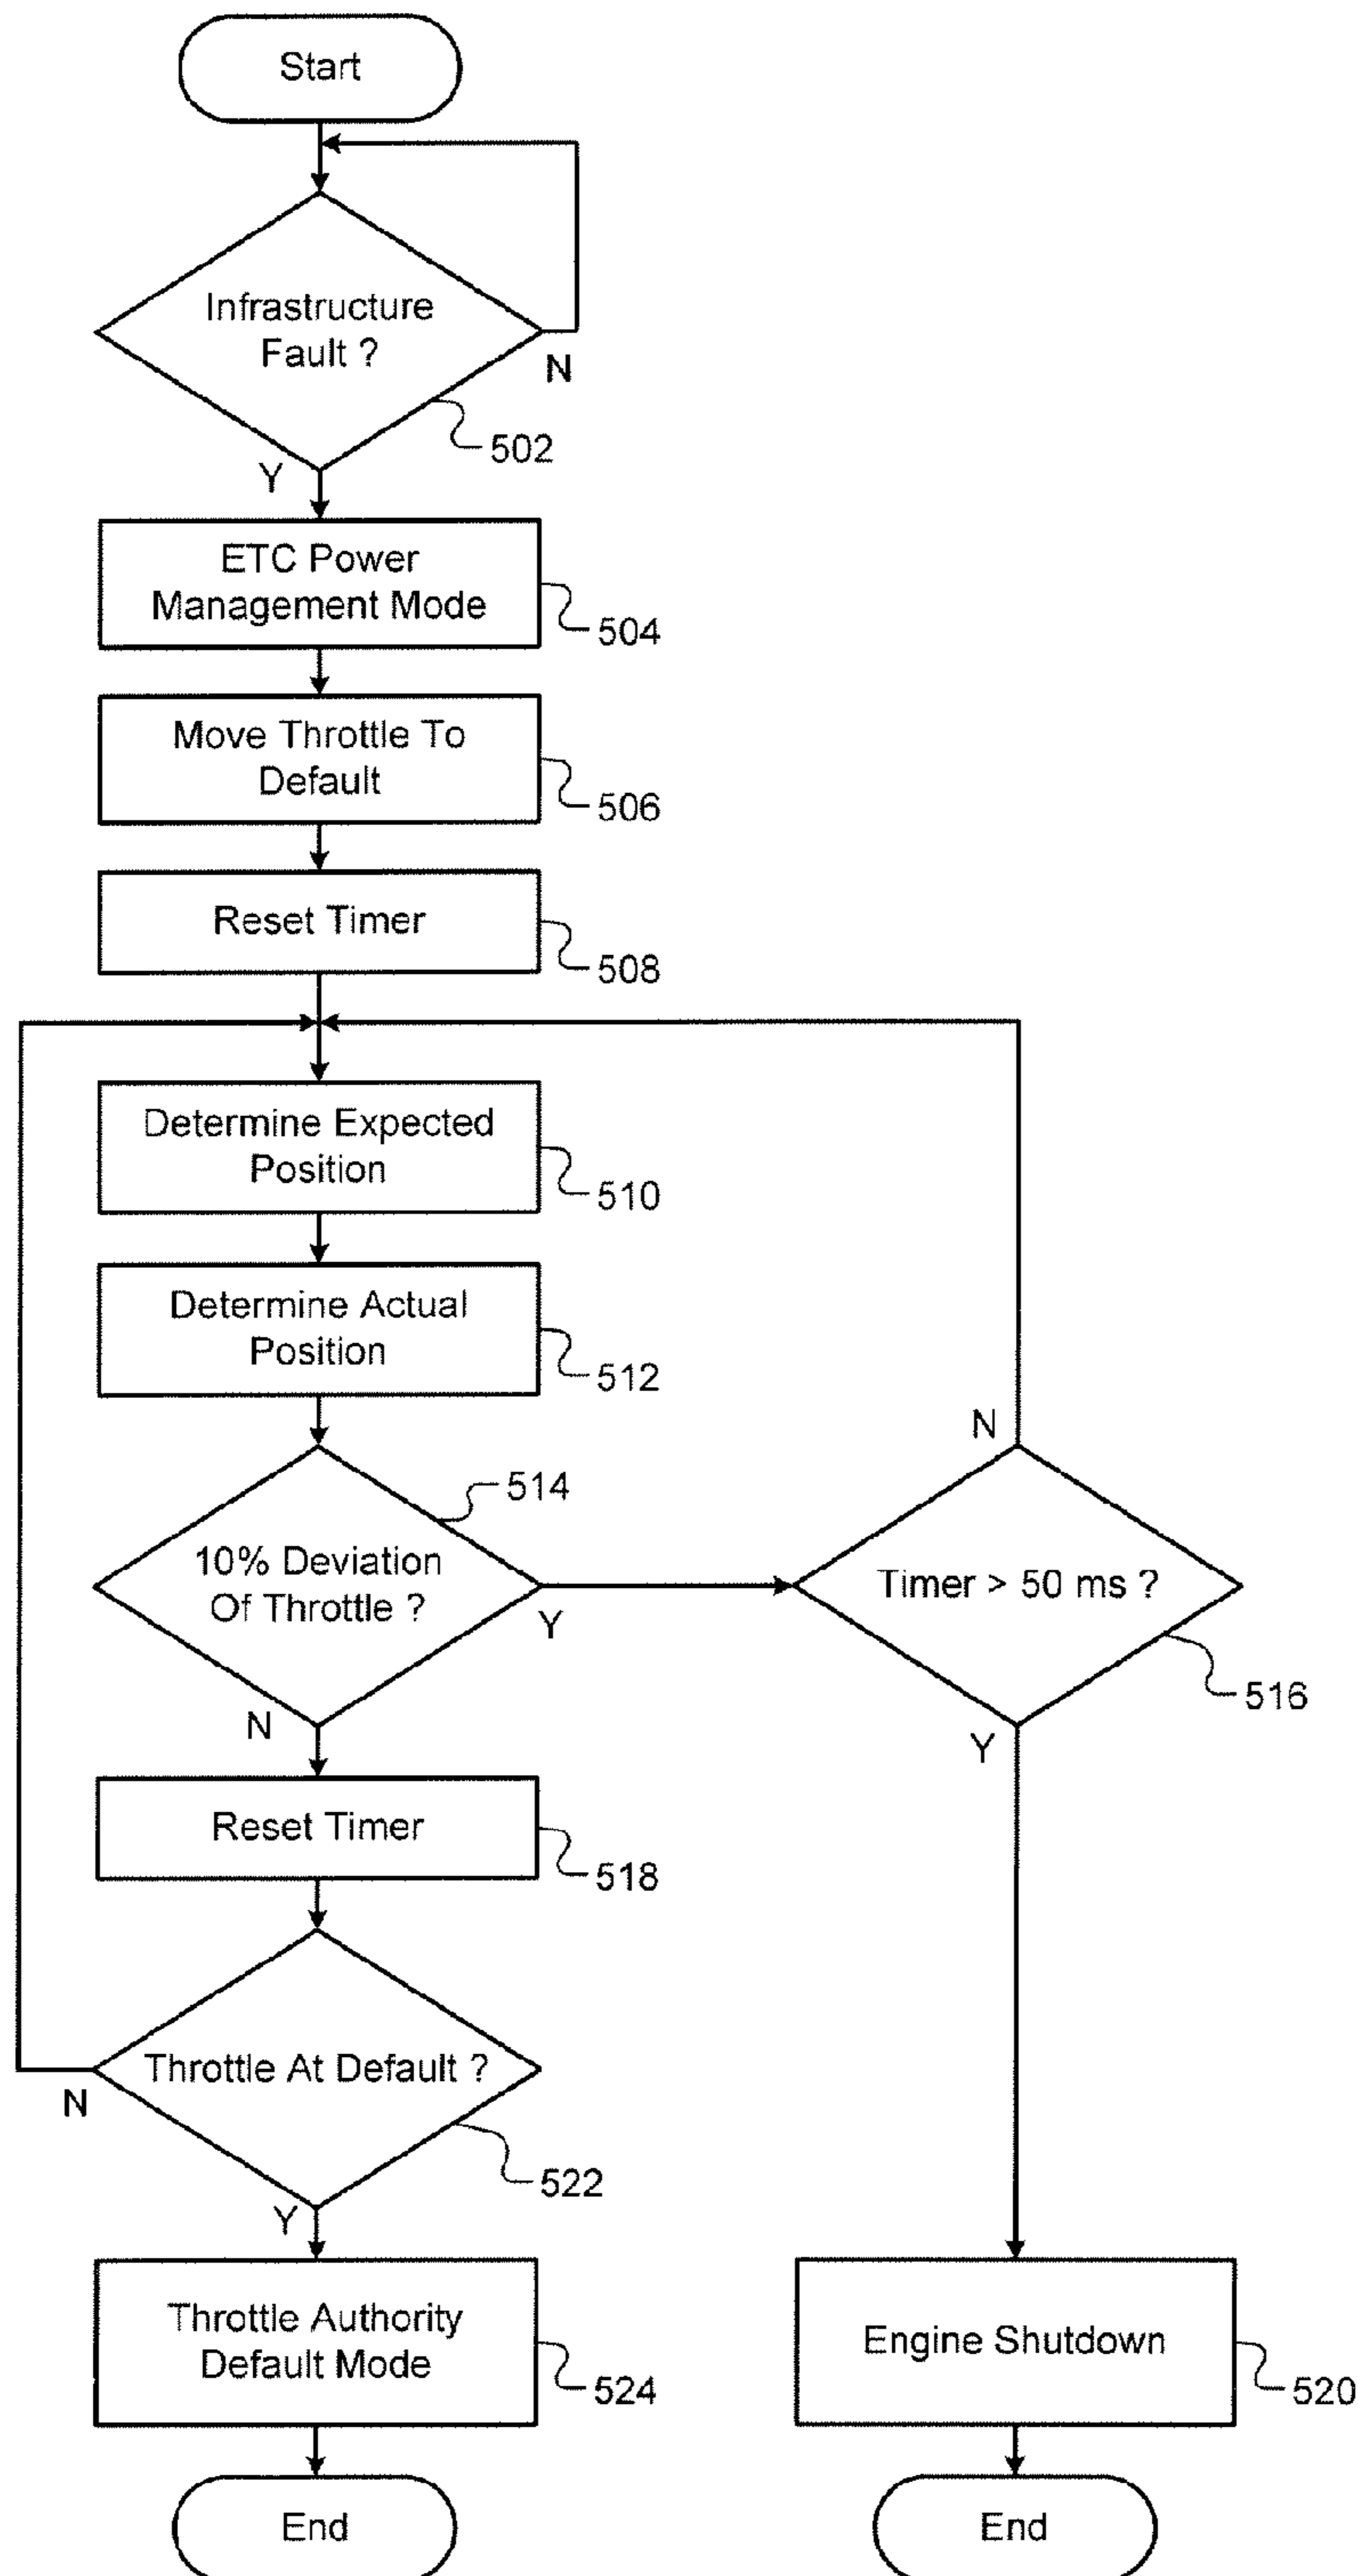 Start
Infrastructure
Fault ?
N
502
Y
ETC Power
Management Mode
504
Move Throttle To
Default
506
Reset Timer
508
Determine Expected
Position
510
Determine Actual
Position
512
N
514
10% Deviation
Of Throttle ?
Y
Timer > 50 ms ?
516
N
Y
Reset Timer
518
Throttle At Default ?
N
522
Y
Throttle Authority
Default Mode
524
Engine Shutdown
520
End
End